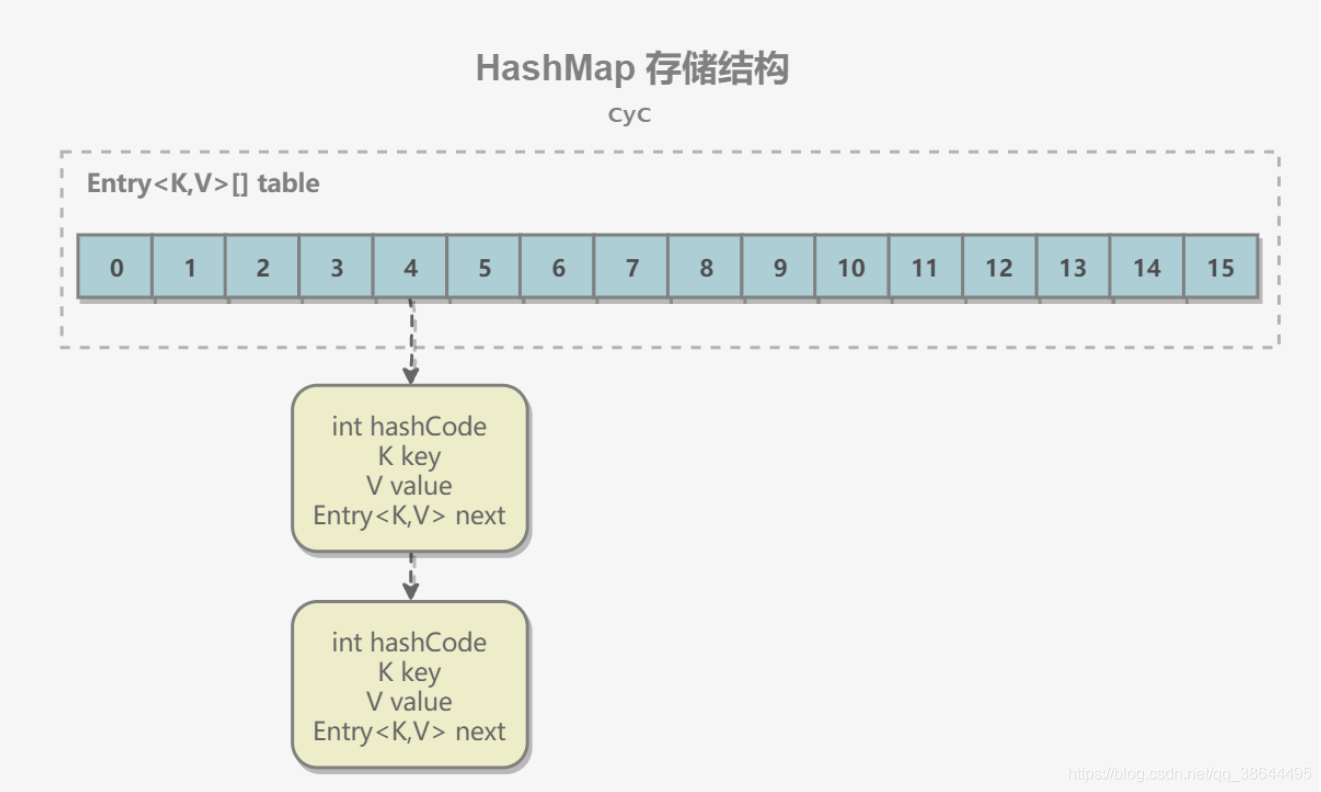 HashMap 存储结构
CyC
Entry<K,V>[] table
0 1 2 3 4 5 6 7 8 9 10 11 12 13 14 15
int hashCode
K key
V value
Entry<K,V> next
int hashCode
K key
V value
Entry<K,V> next
https://blog.csdn.net/qq_38644495